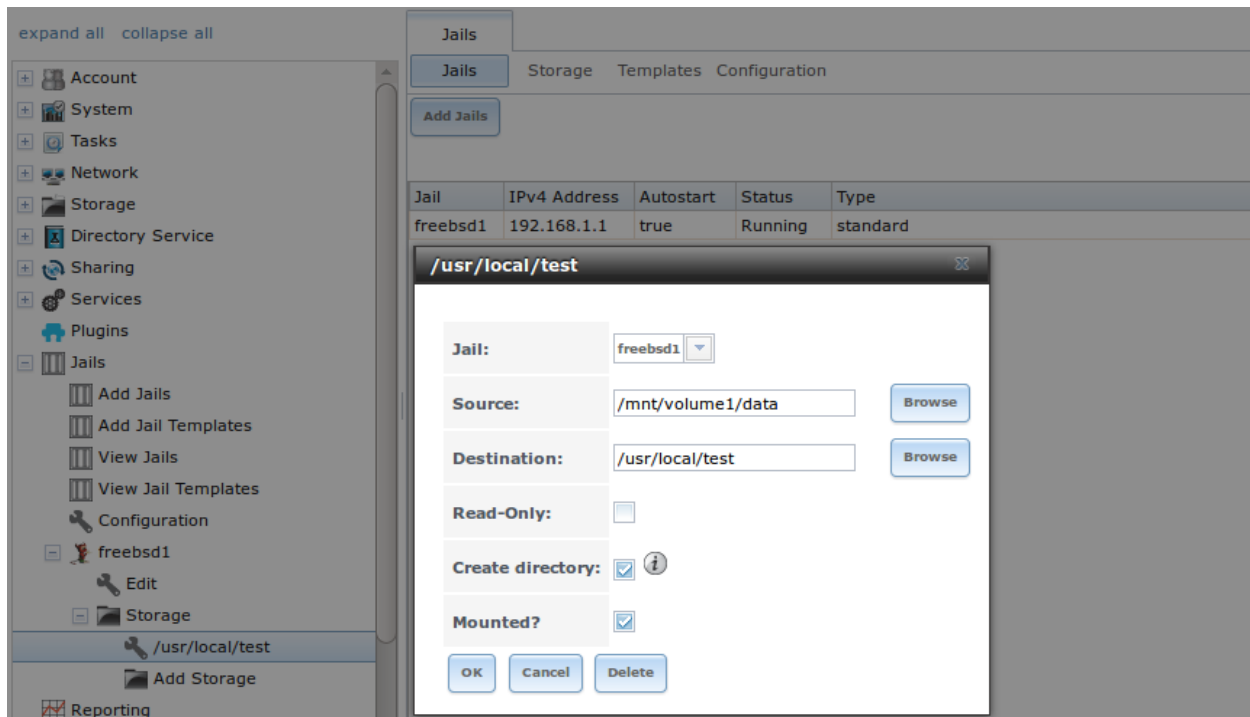 expand all collapse all
Account
System
Tasks
Network
Storage
Directory Service
Sharing
Services
Plugins
Jails
Add Jails
Add Jail Templates
View Jails
View Jail Templates
Configuration
freebsd1
Edit
Storage
/usr/local/test
Add Storage
Reporting
Jails
Jails Storage Templates Configuration
Add Jails
Jail IPv4 Address Autostart Status Type
freebsd1 192.168.1.1 true Running standard
/usr/local/test
Jail: freebsd1
Source: /mnt/volume1/data Browse
Destination: /usr/local/test Browse
Read-Only:
Create directory: i
Mounted?
OK Cancel Delete